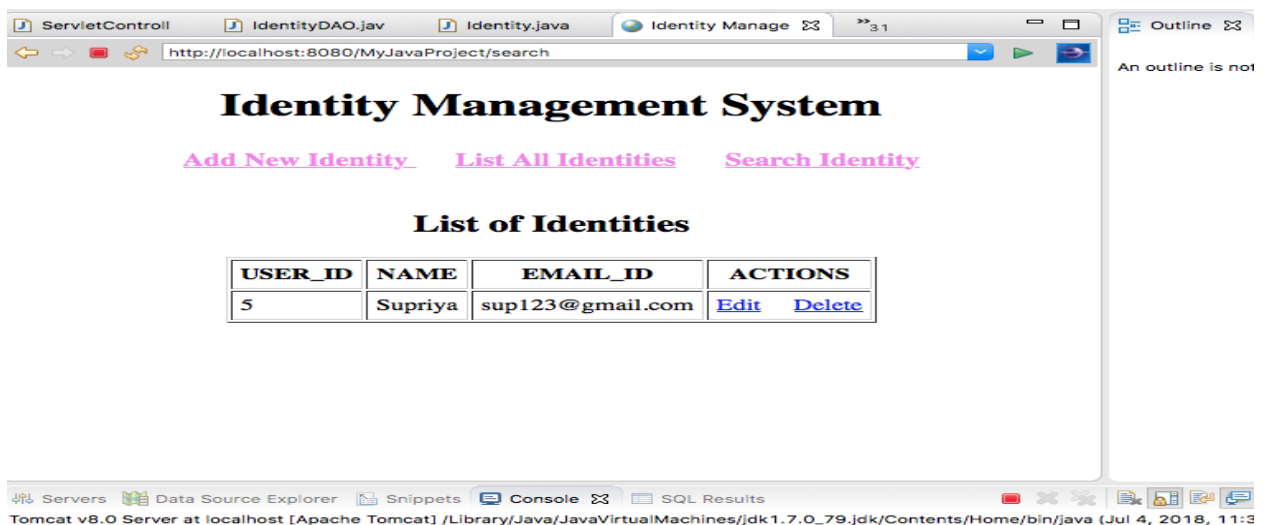 ServletControll IdentityDAO.jav Identity.java Identity Manage »31 Outline
http://localhost:8080/MyJavaProject/search
An outline is not
Identity Management System
Add New Identity List All Identities Search Identity
List of Identities
USER_ID NAME EMAIL_ID ACTIONS
5 Supriya sup123@gmail.com Edit Delete
Servers Data Source Explorer Snippets Console SQL Results
Tomcat v8.0 Server at localhost [Apache Tomcat] /Library/Java/JavaVirtualMachines/jdk1.7.0_79.jdk/Contents/Home/bin/java (Jul 4, 2018, 11:3